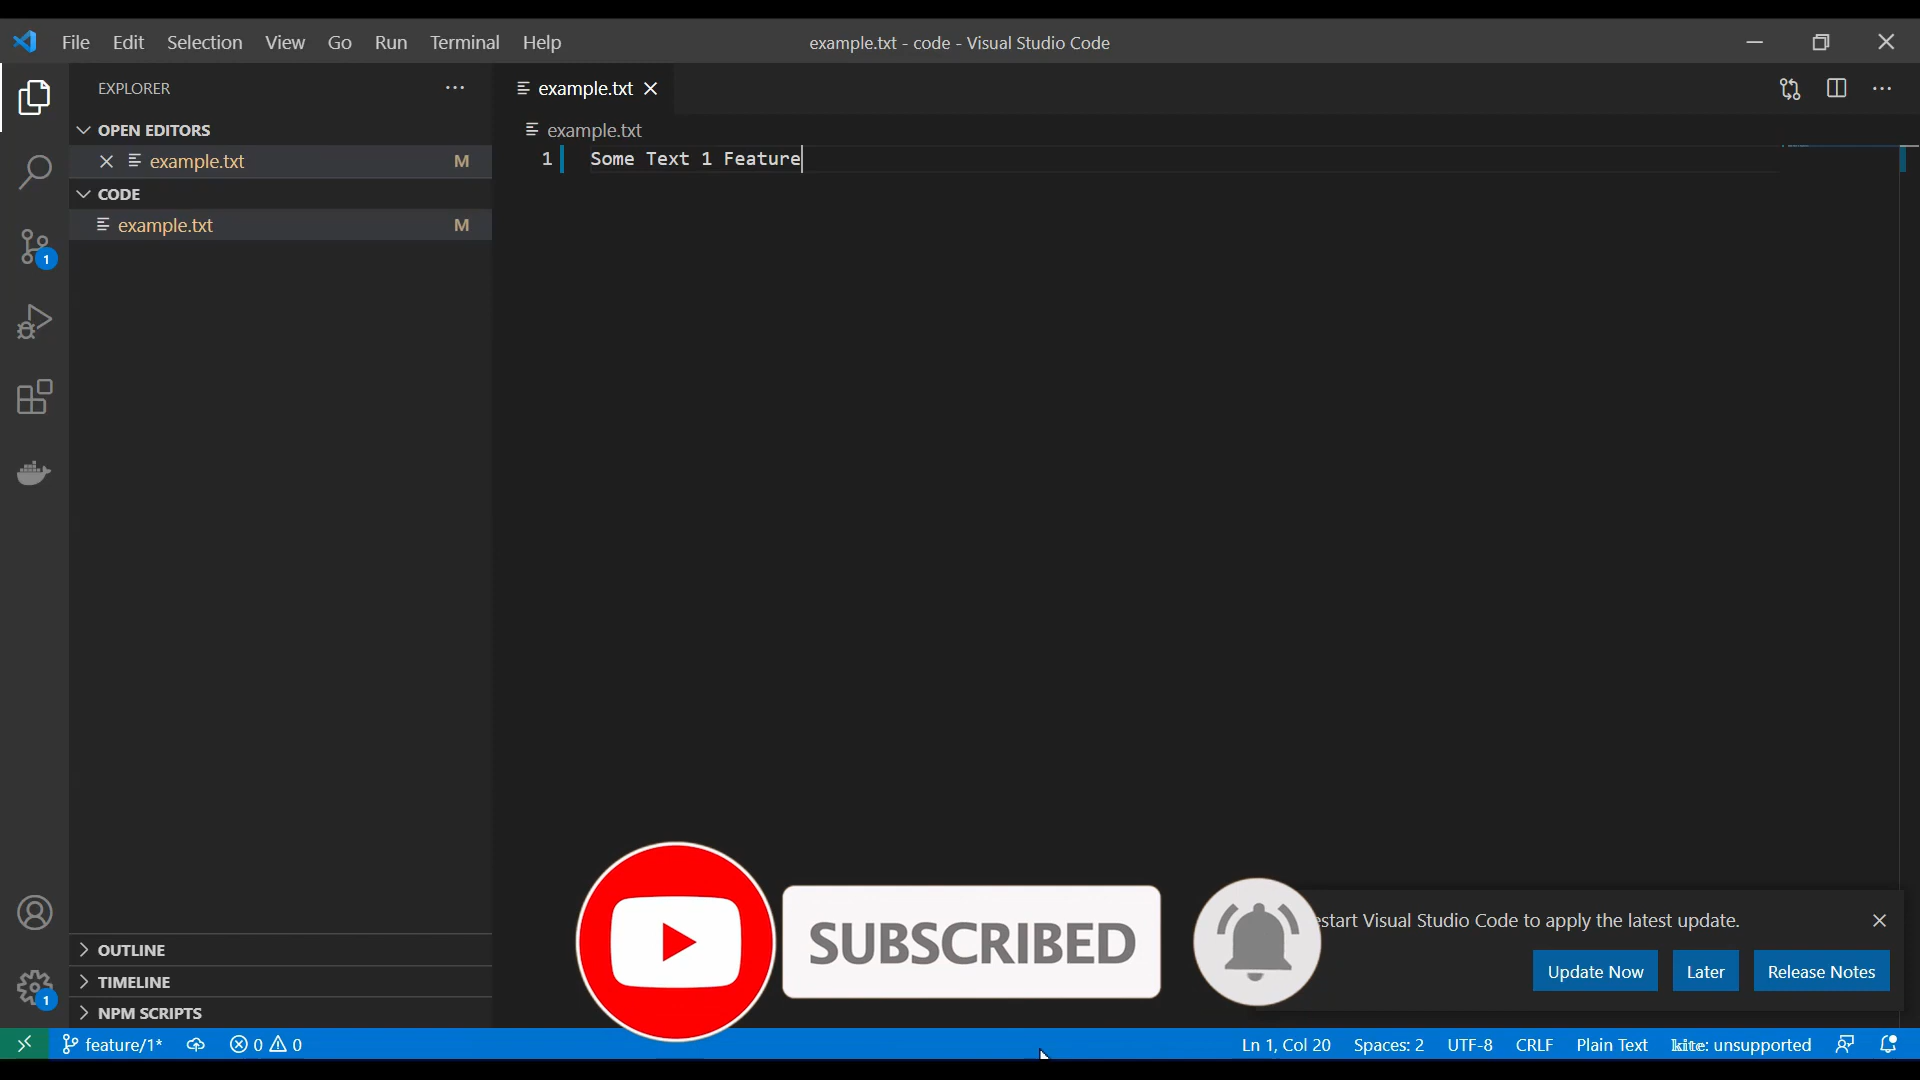 File Edit Selection View Go Run Terminal Help
example.txt - code - Visual Studio Code
EXPLORER
example.txt
OPEN EDITORS
example.txt
example.txt M
1 Some Text 1 Feature
CODE
example.txt M
1
OUTLINE
TIMELINE
NPM SCRIPTS
1
SUBSCRIBED
estart Visual Studio Code to apply the latest update.
Update Now Later Release Notes
feature/1* 0 0
Ln 1, Col 20 Spaces: 2 UTF-8 CRLF Plain Text kite: unsupported